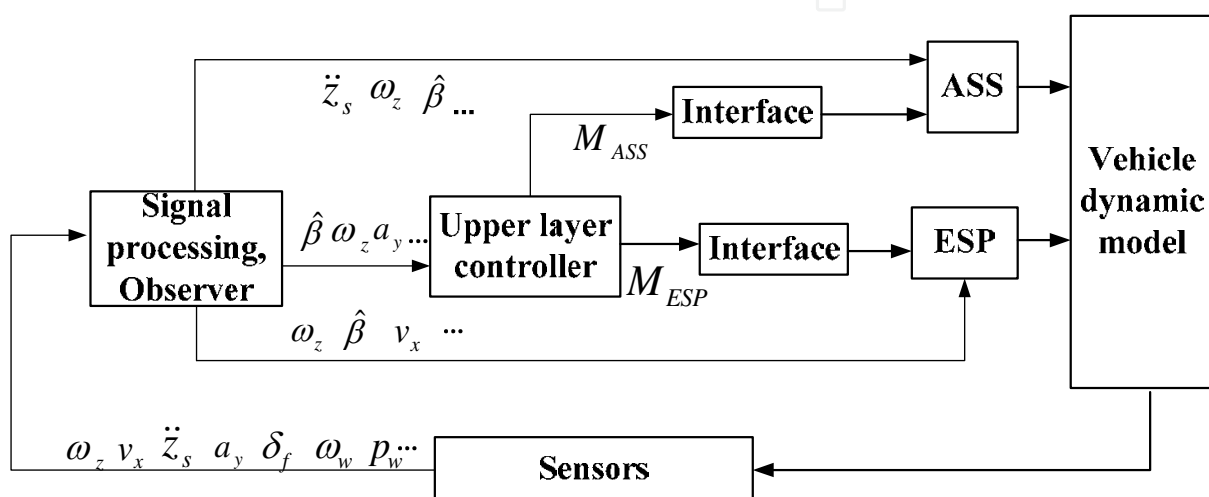 z̈_s ω_z β̂ ...
ASS
Interface
M_ASS
Vehicle
dynamic
model
Signal
processing,
Observer
β̂ ω_z a_y ...
Upper layer
controller
M_ESP
Interface
ESP
ω_z β̂ v_x ...
ω_z v_x z̈_s a_y δ_f ω_w p_w ...
Sensors